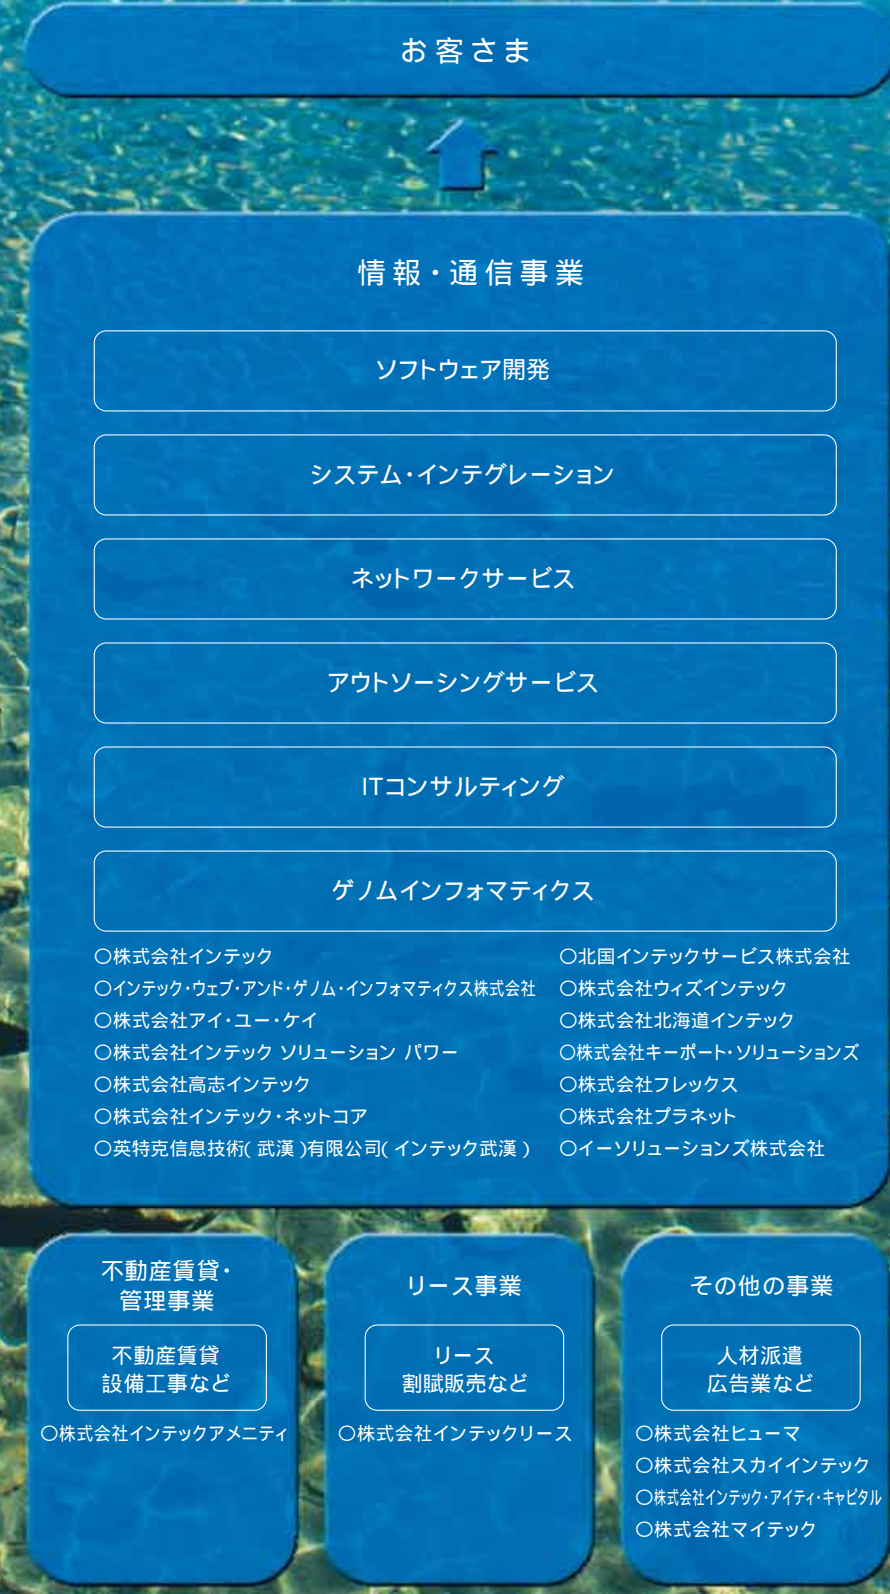 お客さま
情報・通信事業
ソフトウェア開発
システム・インテグレーション
ネットワークサービス
アウトソーシングサービス
ITコンサルティング
ゲノムインフォマティクス
○株式会社インテック
○インテック・ウェブ・アンド・ゲノム・インフォマティクス株式会社
○株式会社アイ・ユー・ケイ
○株式会社インテック ソリューション パワー
○株式会社高志インテック
○株式会社インテック・ネットコア
○英特克信息技術(武漢)有限公司(インテック武漢)
○北国インテックサービス株式会社
○株式会社ウィズインテック
○株式会社北海道インテック
○株式会社キーポート・ソリューションズ
○株式会社フレックス
○株式会社プラネット
○イーソリューションズ株式会社
不動産賃貸・
管理事業
不動産賃貸
設備工事など
○株式会社インテックアメニティ
リース事業
リース
割賦販売など
○株式会社インテックリース
その他の事業
人材派遣
広告業など
○株式会社ヒューマ
○株式会社スカイインテック
○株式会社インテック・アイティ・キャピタル
○株式会社マイテック